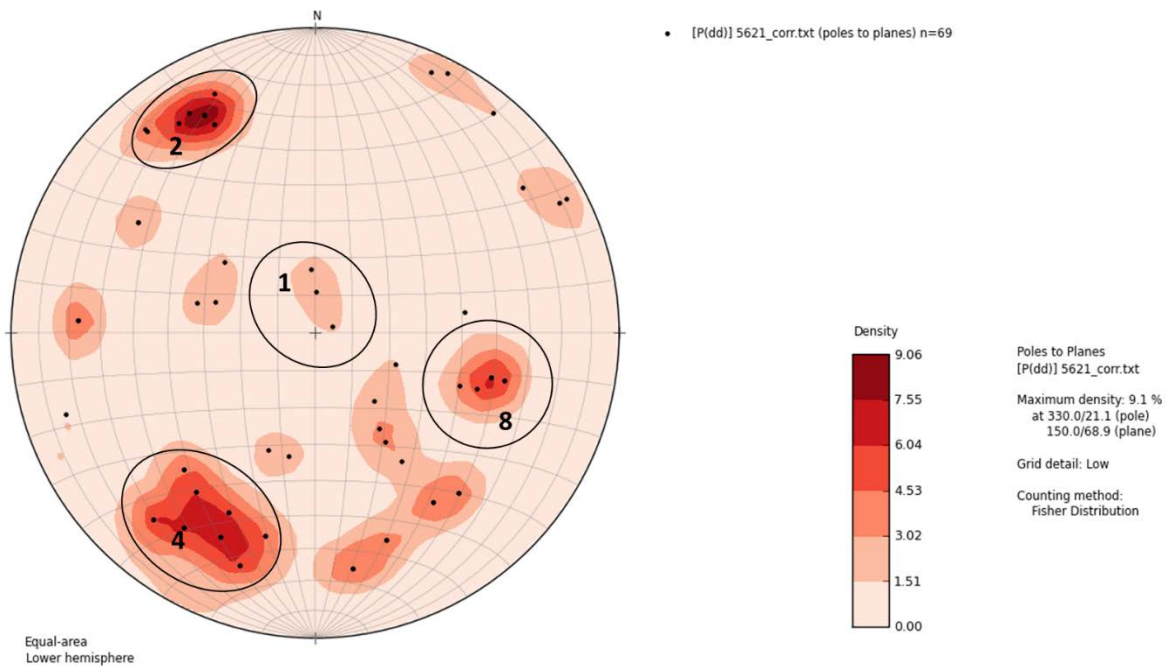 N
[P(dd)] 5621_corr.txt (poles to planes) n=69
2
1
8
4
Density
9.06
7.55
6.04
4.53
3.02
1.51
0.00
Poles to Planes
[P(dd)] 5621_corr.txt
Maximum density: 9.1 %
at 330.0/21.1 (pole)
150.0/68.9 (plane)
Grid detail: Low
Counting method:
Fisher Distribution
Equal-area
Lower hemisphere